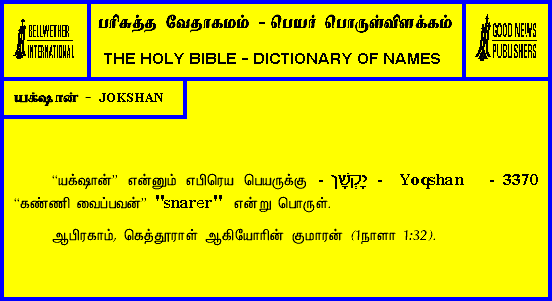 BELLWETHER
INTERNATIONAL
பரிசுத்த வேதாகமம் - பெயர் பொருள்விளக்கம்
THE HOLY BIBLE - DICTIONARY OF NAMES
GOOD NEWS
PUBLISHERS
யக்ஷான் - JOKSHAN
“யக்ஷான்” என்னும் எபிரெய பெயருக்கு - יָקְשָׁן - Yoqshan - 3370
“கண்ணி வைப்பவன்” "snarer" என்று பொருள்.
ஆபிரகாம், கெத்தூராள் ஆகியோரின் குமாரன் (1நாளா 1:32).